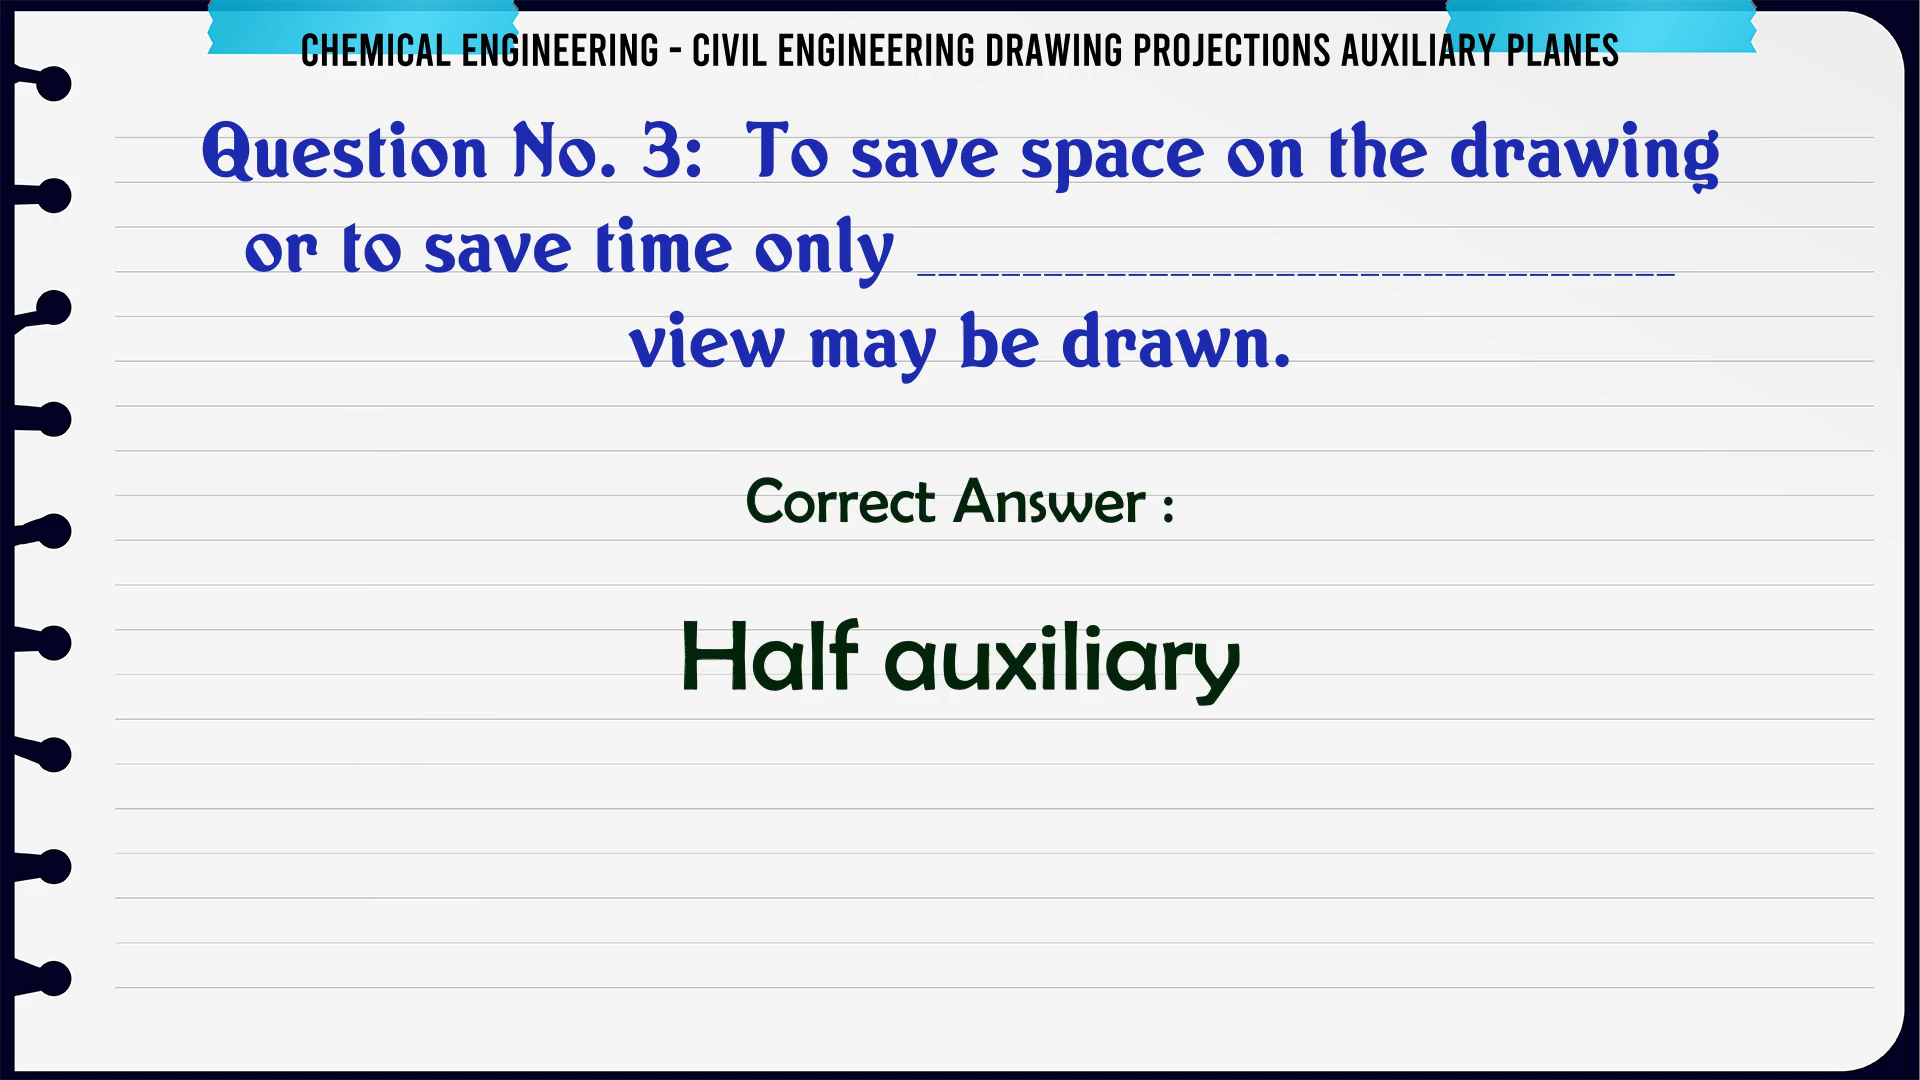 CHEMICAL ENGINEERING - CIVIL ENGINEERING DRAWING PROJECTIONS AUXILIARY PLANES
Question No. 3: To save space on the drawing
or to save time only ____________________________________
view may be drawn.
Correct Answer :
Half auxiliary